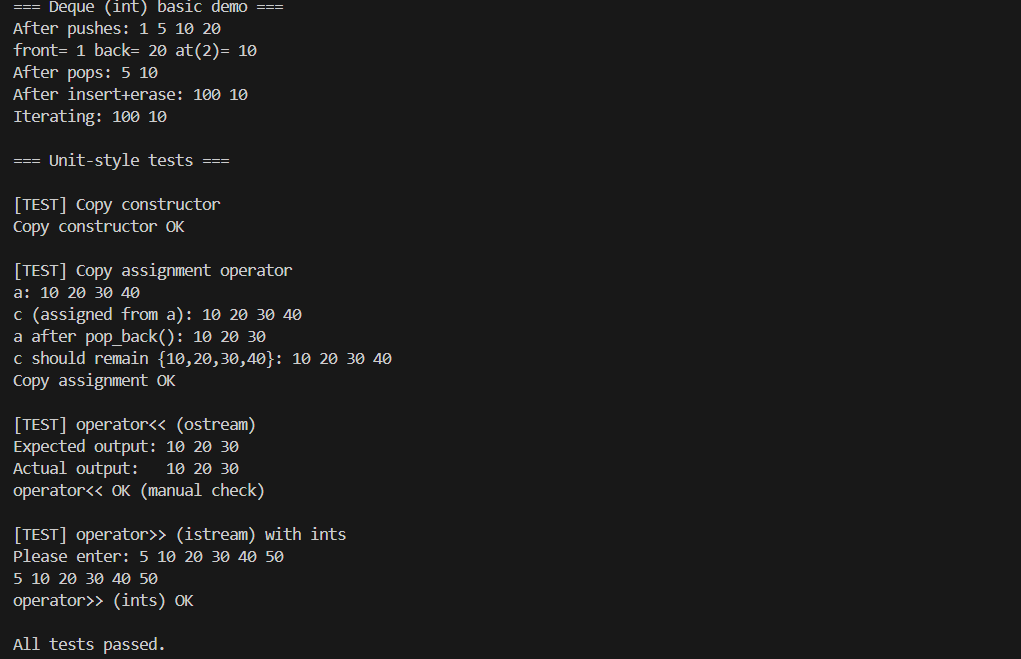 === Deque (int) basic demo ===
After pushes: 1 5 10 20
front= 1 back= 20 at(2)= 10
After pops: 5 10
After insert+erase: 100 10
Iterating: 100 10
=== Unit-style tests ===
[TEST] Copy constructor
Copy constructor OK
[TEST] Copy assignment operator
a: 10 20 30 40
c (assigned from a): 10 20 30 40
a after pop_back(): 10 20 30
c should remain {10,20,30,40}: 10 20 30 40
Copy assignment OK
[TEST] operator<< (ostream)
Expected output: 10 20 30
Actual output:   10 20 30
operator<< OK (manual check)
[TEST] operator>> (istream) with ints
Please enter: 5 10 20 30 40 50
5 10 20 30 40 50
operator>> (ints) OK
All tests passed.